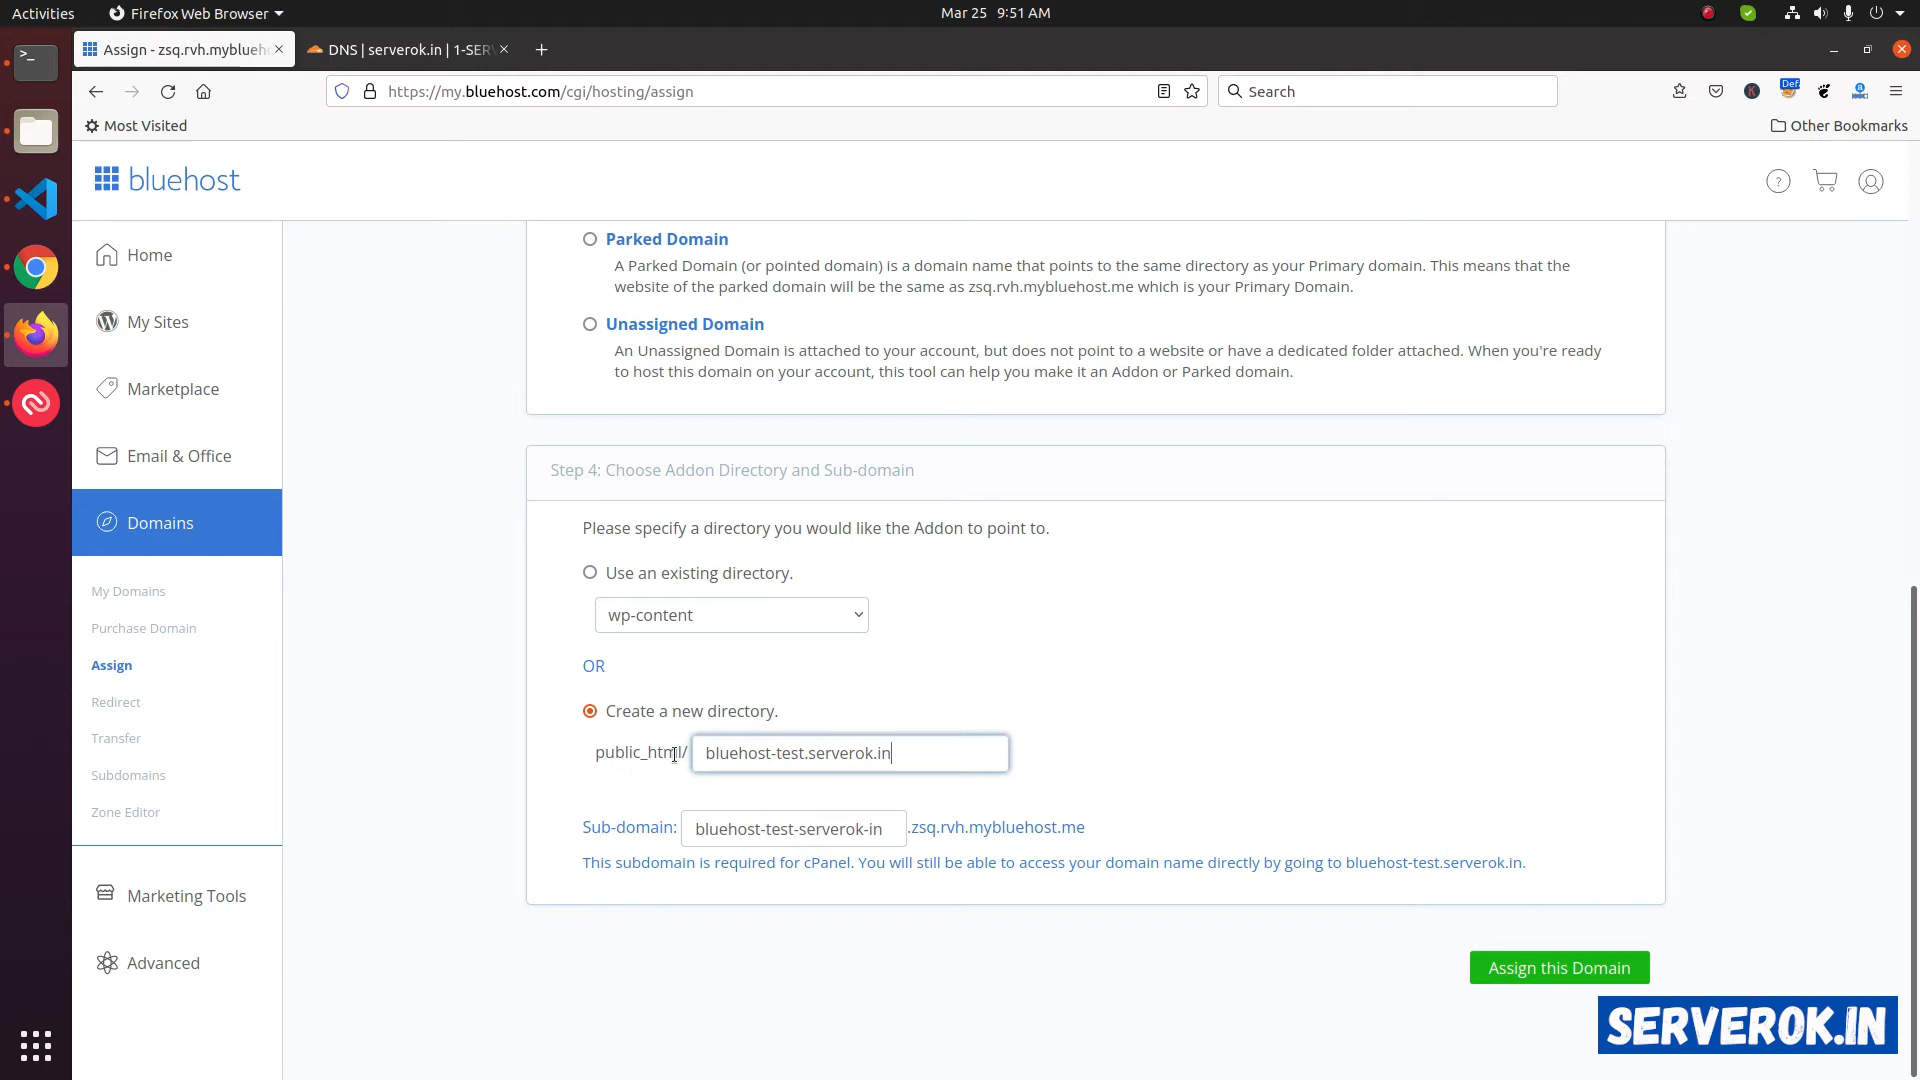 Activities
Firefox Web Browser
Mar 25 9:51 AM
Assign - zsq.rvh.myblueh
DNS | serverok.in | 1-SER
https://my.bluehost.com/cgi/hosting/assign
Search
Def
Most Visited
Other Bookmarks
bluehost
Home
My Sites
Marketplace
Email & Office
Domains
My Domains
Purchase Domain
Assign
Redirect
Transfer
Subdomains
Zone Editor
Marketing Tools
Advanced
Parked Domain
A Parked Domain (or pointed domain) is a domain name that points to the same directory as your Primary domain. This means that the
website of the parked domain will be the same as zsq.rvh.mybluehost.me which is your Primary Domain.
Unassigned Domain
An Unassigned Domain is attached to your account, but does not point to a website or have a dedicated folder attached. When you're ready
to host this domain on your account, this tool can help you make it an Addon or Parked domain.
Step 4: Choose Addon Directory and Sub-domain
Please specify a directory you would like the Addon to point to.
Use an existing directory.
wp-content
OR
Create a new directory.
public_html/ bluehost-test.serverok.in
Sub-domain: bluehost-test-serverok-in .zsq.rvh.mybluehost.me
This subdomain is required for cPanel. You will still be able to access your domain name directly by going to bluehost-test.serverok.in.
Assign this Domain
SERVEROK.IN